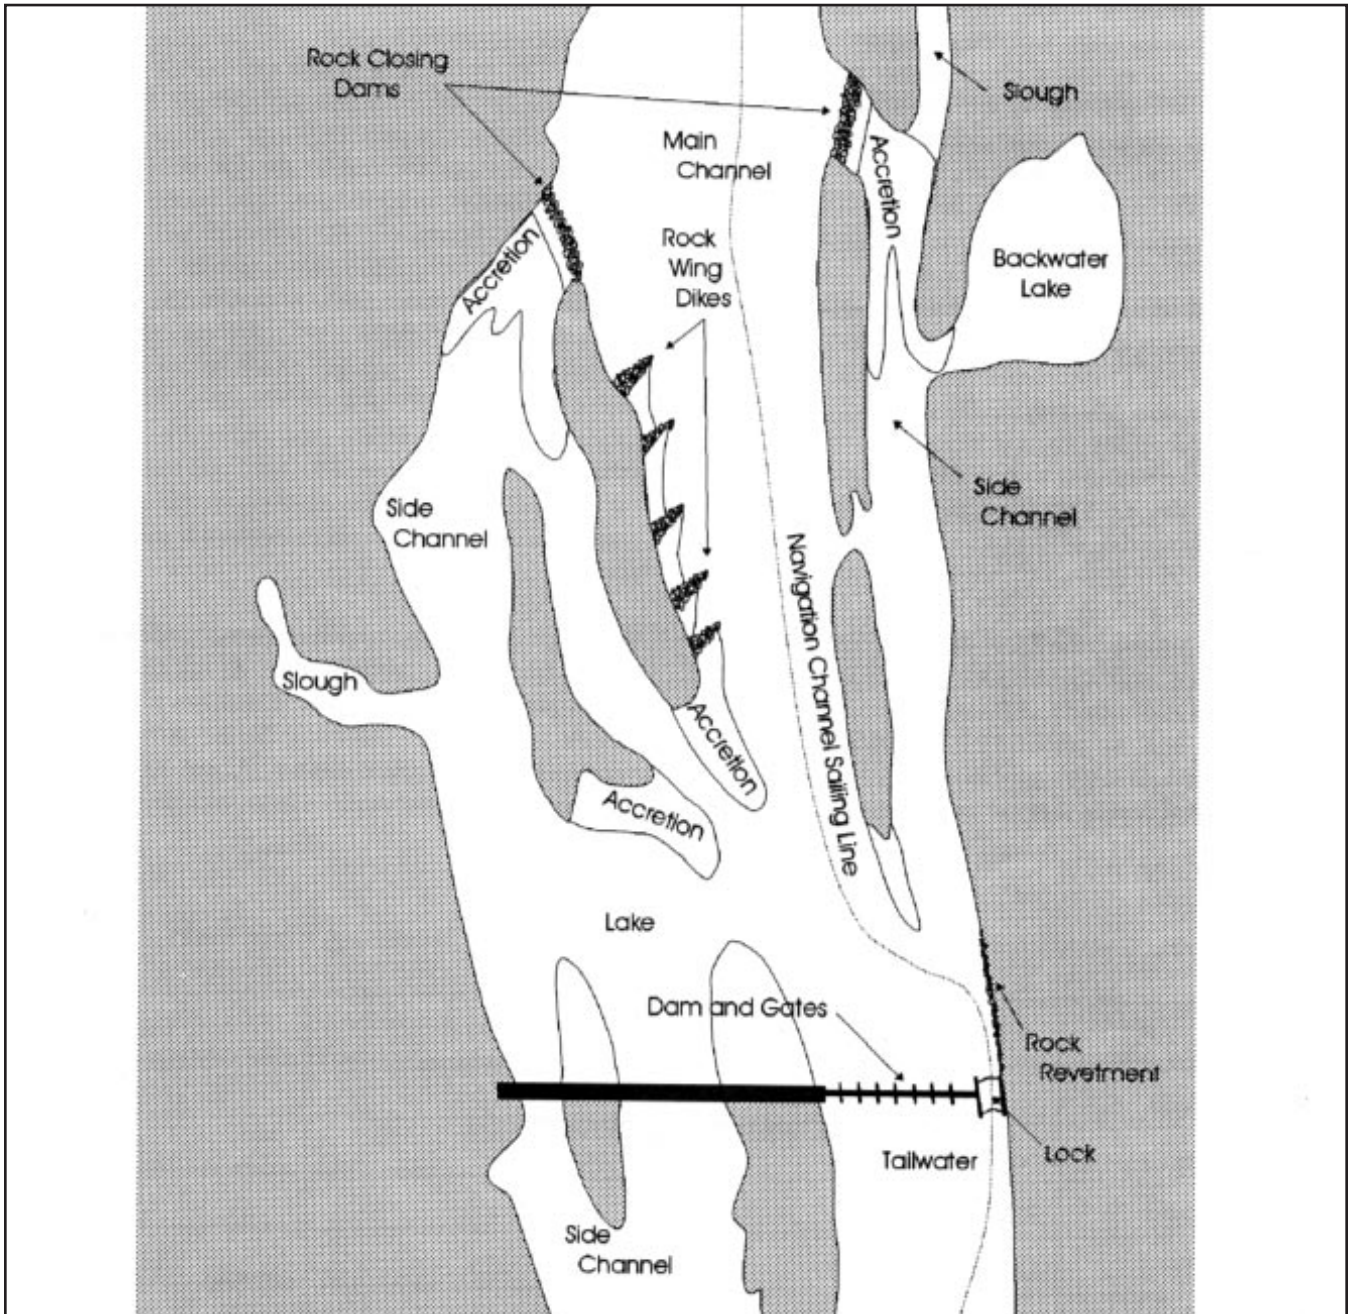 Rock Closing
Dams
Slough
Main
Channel
Accretion
Rock
Wing
Dikes
Backwater
Lake
Accretion
Side
Channel
Side
Channel
Navigation Channel Sailing Line
Slough
Accretion
Accretion
Lake
Dam and Gates
Rock
Revetment
Lock
Tailwater
Side
Channel